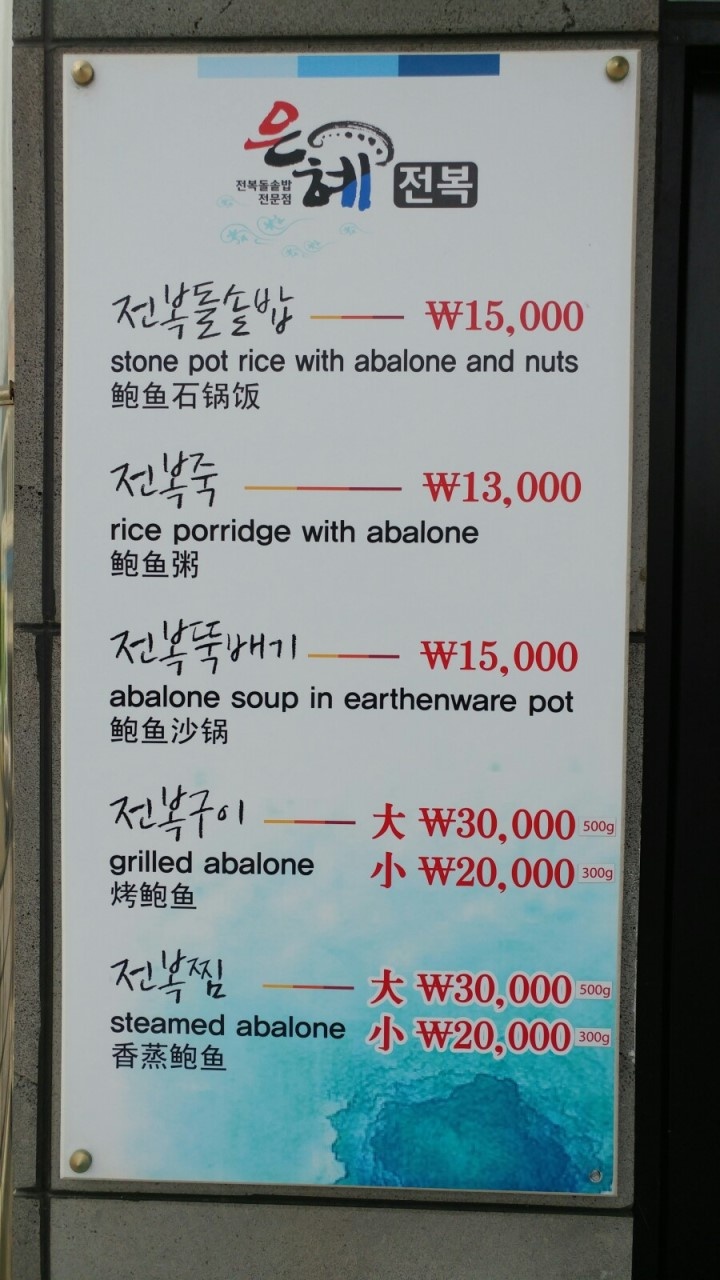 은혜 전복
전복돌솥밥
전문점
전복돌솥밥 ₩15,000
stone pot rice with abalone and nuts
鲍鱼石锅饭
전복죽 ₩13,000
rice porridge with abalone
鲍鱼粥
전복뚝배기 ₩15,000
abalone soup in earthenware pot
鲍鱼沙锅
전복구이 大 ₩30,000 500g
grilled abalone 小 ₩20,000 300g
烤鲍鱼
전복찜 大 ₩30,000 500g
steamed abalone 小 ₩20,000 300g
香蒸鲍鱼